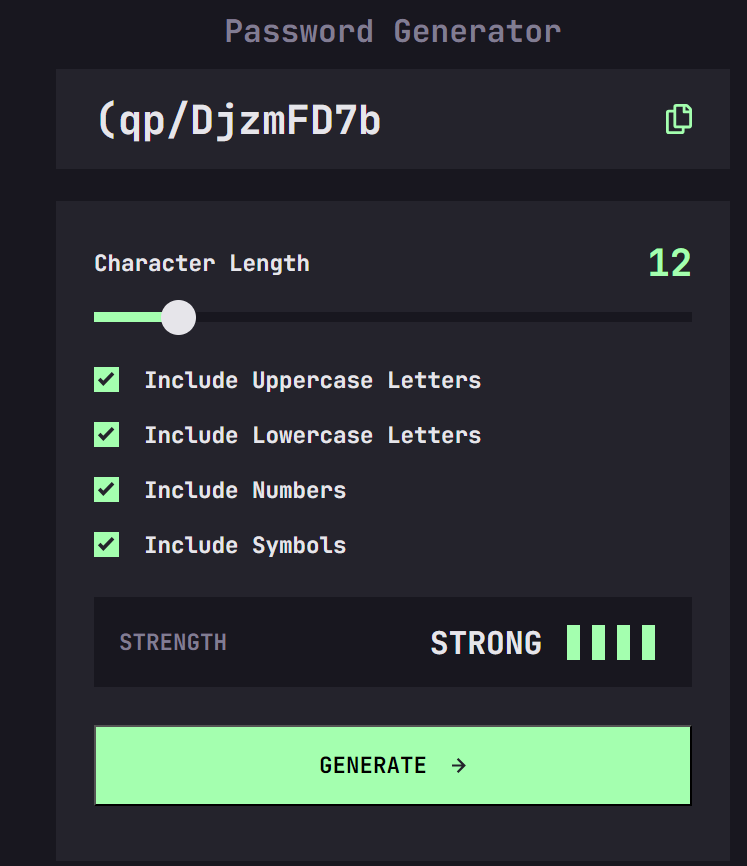 Password Generator
(qp/DjzmFD7b
Character Length
12
Include Uppercase Letters
Include Lowercase Letters
Include Numbers
Include Symbols
STRENGTH
STRONG
GENERATE →